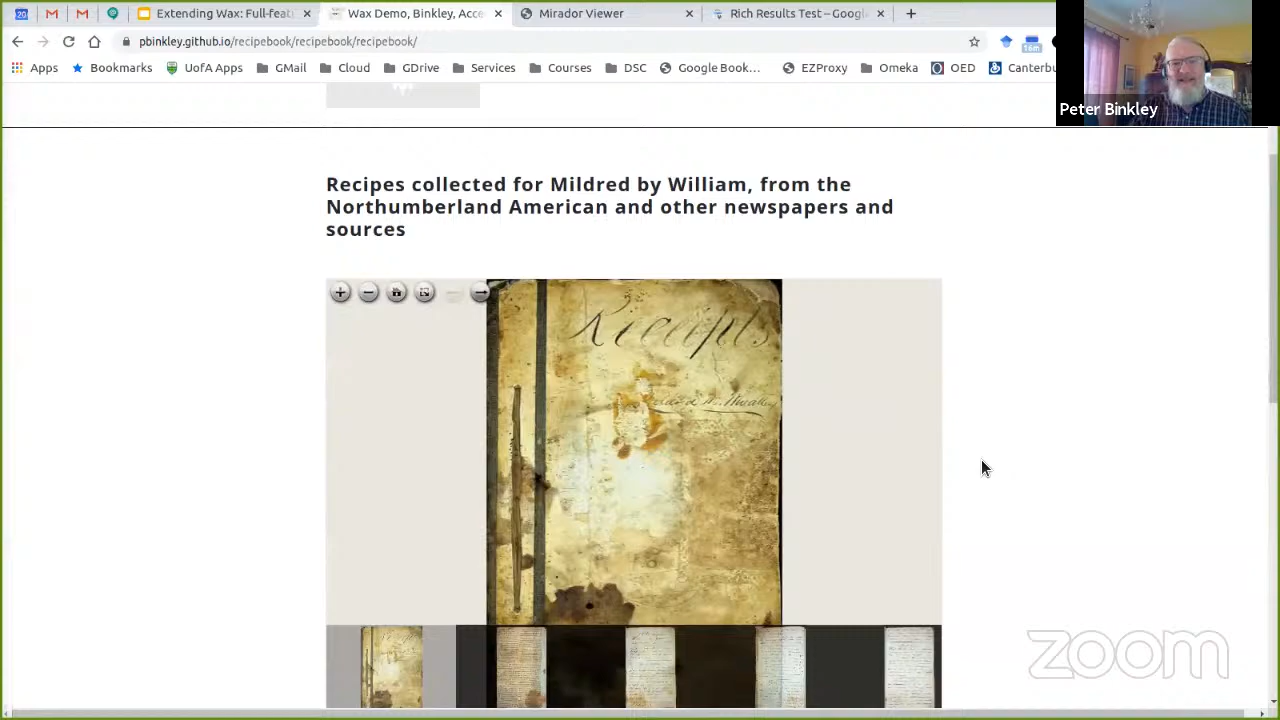 Extending Wax: Full-feat
Wax Demo, Binkley, Acce
Mirador Viewer
Rich Results Test – Googl
pbinkley.github.io/recipebook/recipebook/recipebook/
16m
Apps
Bookmarks
UofA Apps
GMail
Cloud
GDrive
Services
Courses
DSC
Google Book...
EZProxy
Omeka
OED
Canterbu
Peter Binkley
Recipes collected for Mildred by William, from the
Northumberland American and other newspapers and
sources
Receipts
zoom